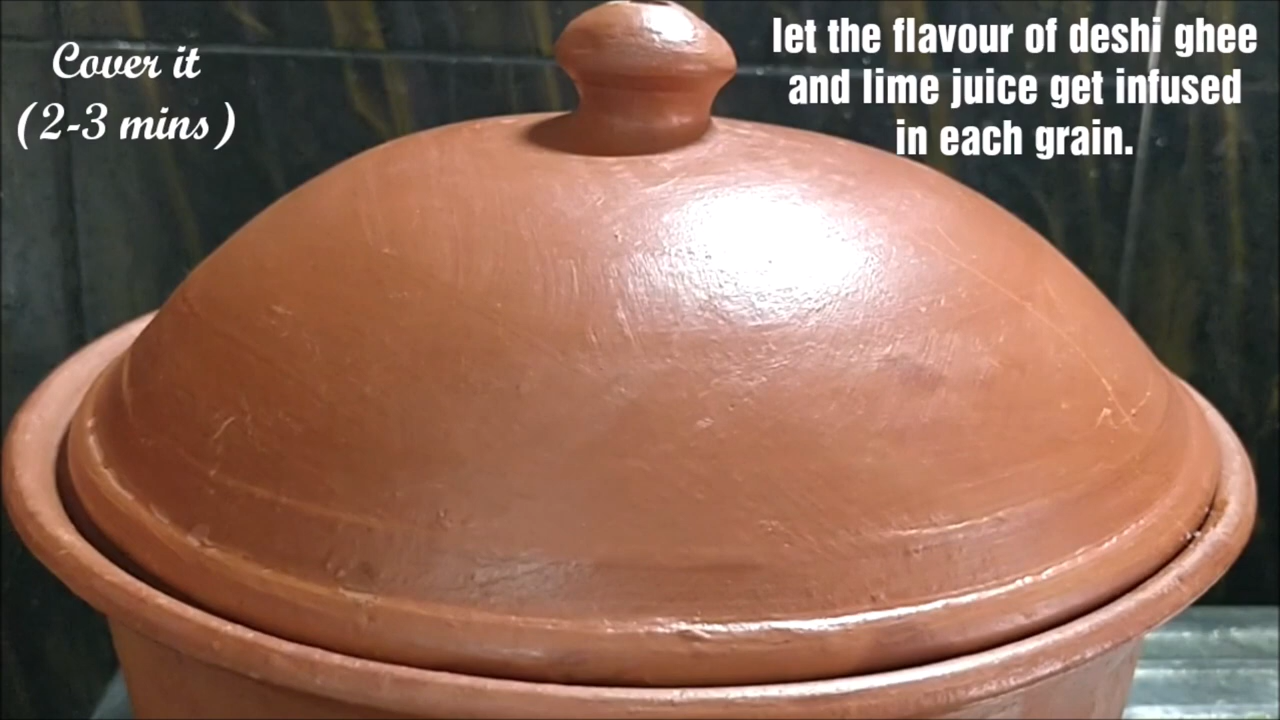 Cover it
(2-3 mins)
let the flavour of deshi ghee
and lime juice get infused
in each grain.